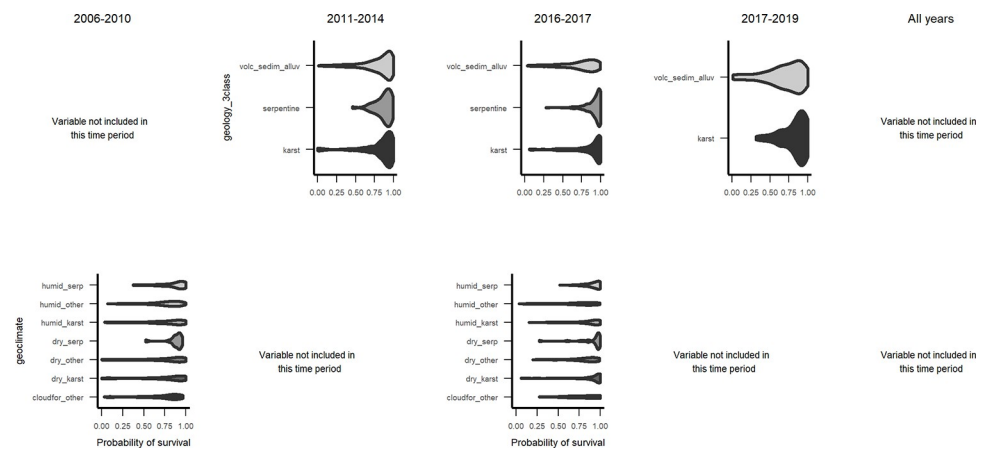 2006-2010
2011-2014
2016-2017
2017-2019
All years
Variable not included in
this time period
geology_3class
volc_sedim_alluv
serpentine
karst
0.00 0.25 0.50 0.75 1.00
volc_sedim_alluv
serpentine
karst
0.00 0.25 0.50 0.75 1.00
volc_sedim_alluv
karst
0.00 0.25 0.50 0.75 1.00
Variable not included in
this time period
geoclimate
humid_serp
humid_other
humid_karst
dry_serp
dry_other
dry_karst
cloudfor_other
0.00 0.25 0.50 0.75 1.00
Probability of survival
Variable not included in
this time period
humid_serp
humid_other
humid_karst
dry_serp
dry_other
dry_karst
cloudfor_other
0.00 0.25 0.50 0.75 1.00
Probability of survival
Variable not included in
this time period
Variable not included in
this time period